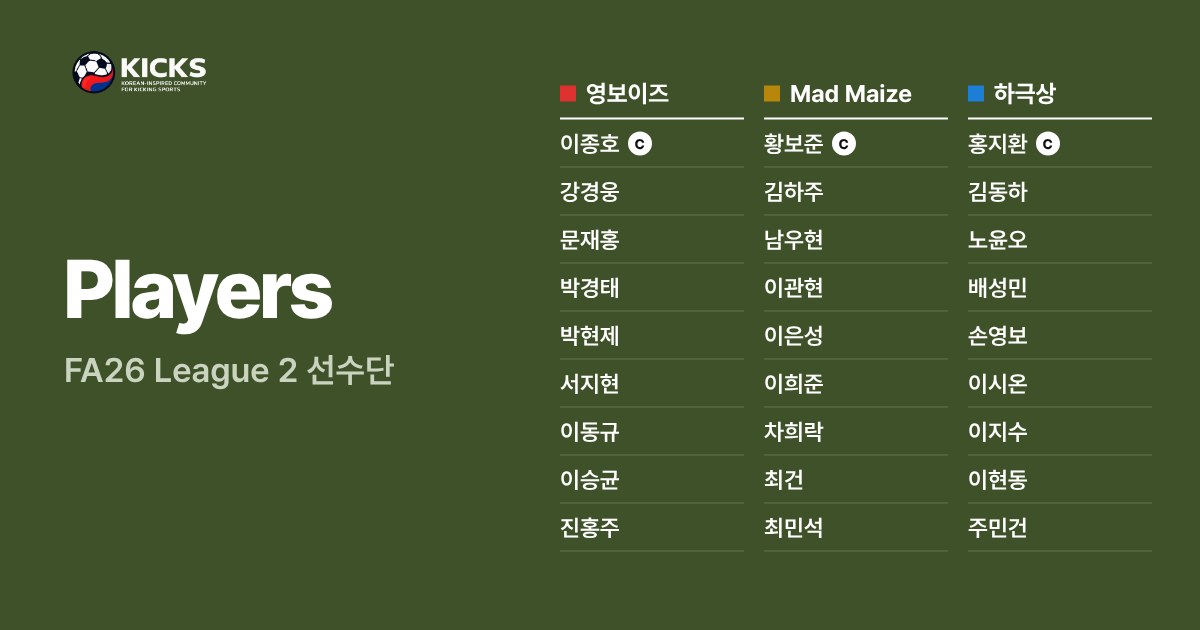 KICKS
KOREAN-INSPIRED COMMUNITY
FOR KICKING SPORTS
Players
FA26 League 2 선수단
영보이즈
이종호 C
강경웅
문재홍
박경태
박현제
서지현
이동규
이승균
진홍주
Mad Maize
황보준 C
김하주
남우현
이관현
이은성
이희준
차희락
최건
최민석
하극상
홍지환 C
김동하
노윤오
배성민
손영보
이시온
이지수
이현동
주민건